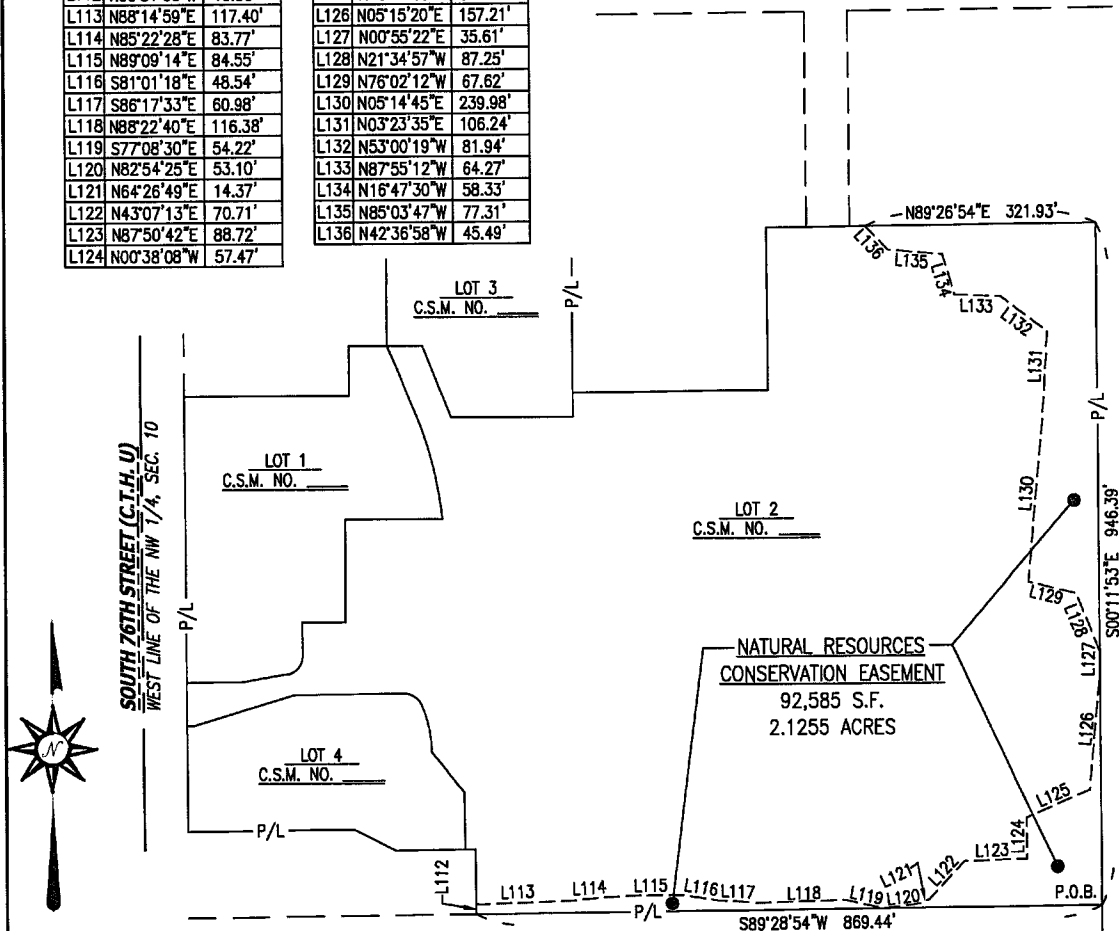 L113 N88°14'59"E 117.40'
L114 N85°22'28"E 83.77'
L115 N89°09'14"E 84.55'
L116 S81°01'18"E 48.54'
L117 S86°17'33"E 60.98'
L118 N88°22'40"E 116.38'
L119 S77°08'30"E 54.22'
L120 N82°54'25"E 53.10'
L121 N64°26'49"E 14.37'
L122 N43°07'13"E 70.71'
L123 N87°50'42"E 88.72'
L124 N00°38'08"W 57.47'
L126 N05°15'20"E 157.21'
L127 N00°55'22"E 35.61'
L128 N21°34'57"W 87.25'
L129 N76°02'12"W 67.62'
L130 N05°14'45"E 239.98'
L131 N03°23'35"E 106.24'
L132 N53°00'19"W 81.94'
L133 N87°55'12"W 64.27'
L134 N16°47'30"W 58.33'
L135 N85°03'47"W 77.31'
L136 N42°36'58"W 45.49'
N89°26'54"E 321.93'
L136
L135
L134
L133
L132
L131
L130
L129
L128
L127
L126
L125
L124
L123
L122
L121
L120
L119
L118
L117
L116
L115
L114
L113
L112
P/L
S00°11'53"E 946.39'
LOT 3
C.S.M. NO. ____
P/L
LOT 1
C.S.M. NO. ____
LOT 2
C.S.M. NO. ____
SOUTH 76TH STREET (C.T.H. U)
WEST LINE OF THE NW 1/4, SEC. 10
P/L
NATURAL RESOURCES
CONSERVATION EASEMENT
92,585 S.F.
2.1255 ACRES
N
LOT 4
C.S.M. NO. ____
P/L
P.O.B.
P/L
S89°28'54"W 869.44'